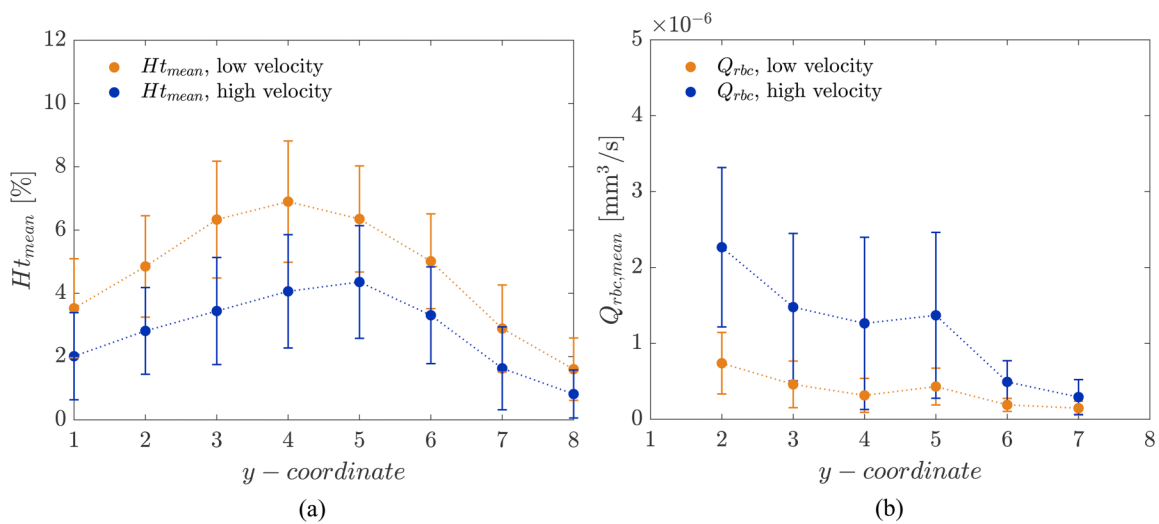 12
10
8
6
4
2
0
Ht_mean [%]
Ht_mean, low velocity
Ht_mean, high velocity
1 2 3 4 5 6 7 8
y − coordinate
(a)
×10⁻⁶
5
4
3
2
1
0
Q_rbc,mean [mm³/s]
Q_rbc, low velocity
Q_rbc, high velocity
1 2 3 4 5 6 7 8
y − coordinate
(b)